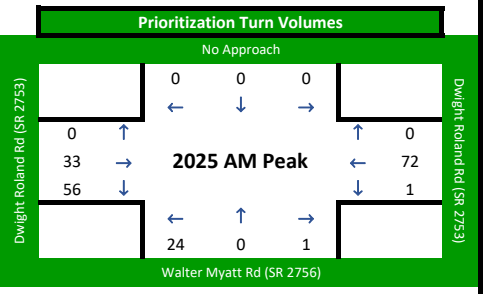 Prioritization Turn Volumes
No Approach
Dwight Roland Rd (SR 2753)
0 0 0
← ↓ →
0 ↑
33 →
56 ↓
2025 AM Peak
↑ 0
← 72
↓ 1
← ↑ →
24 0 1
Dwight Roland Rd (SR 2753)
Walter Myatt Rd (SR 2756)